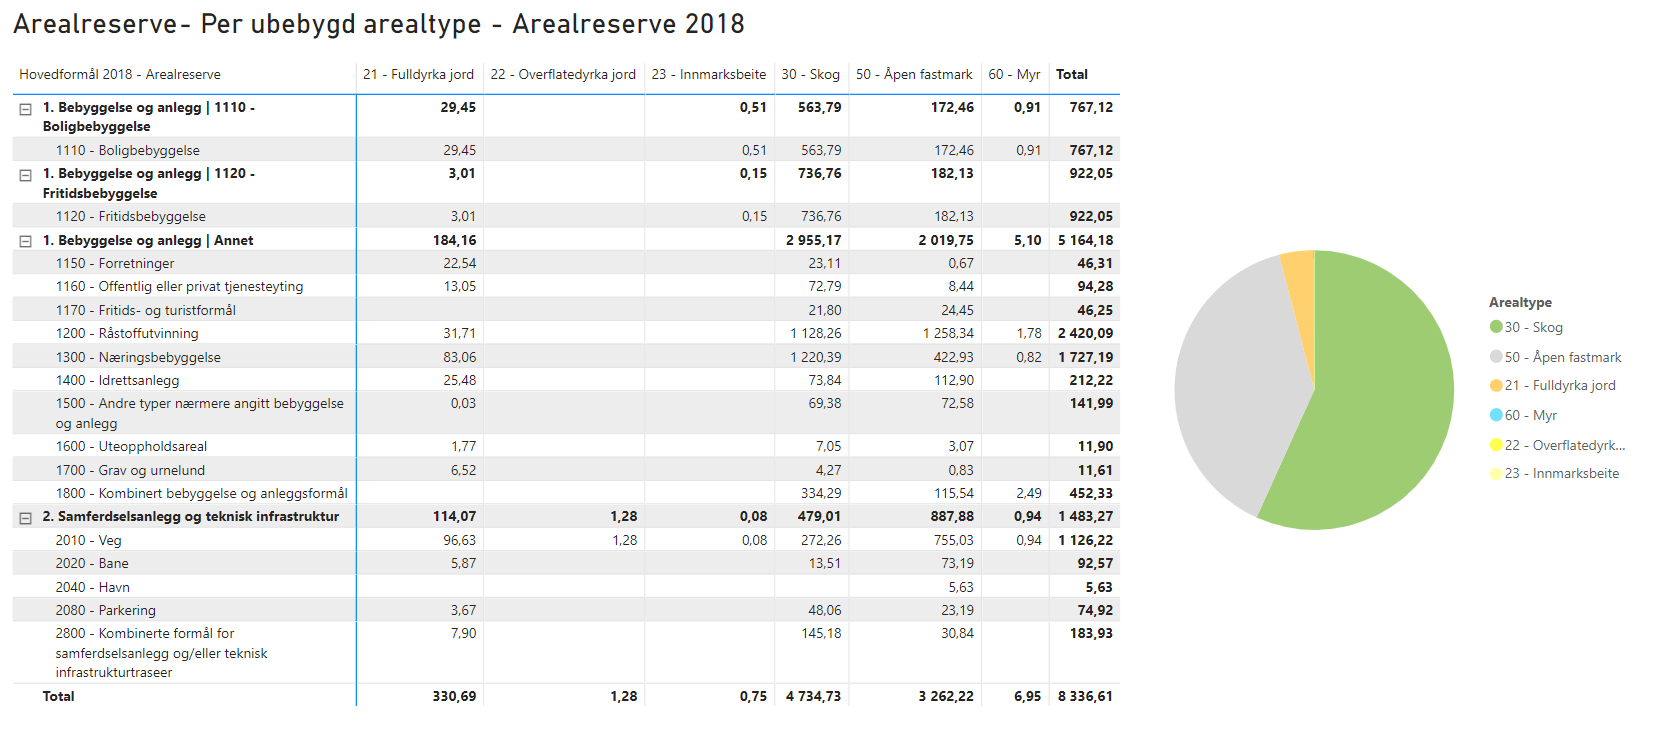 Arealreserve- Per ubebygd arealtype - Arealreserve 2018
Hovedformål 2018 - Arealreserve 21 - Fulldyrka jord 22 - Overflatedyrka jord 23 - Innmarksbeite 30 - Skog 50 - Åpen fastmark 60 - Myr Total
1. Bebyggelse og anlegg | 1110 - 29,45 0,51 563,79 172,46 0,91 767,12
Boligbebyggelse
1110 - Boligbebyggelse 29,45 0,51 563,79 172,46 0,91 767,12
1. Bebyggelse og anlegg | 1120 - 3,01 0,15 736,76 182,13 922,05
Fritidsbebyggelse
1120 - Fritidsbebyggelse 3,01 0,15 736,76 182,13 922,05
1. Bebyggelse og anlegg | Annet 184,16 2 955,17 2 019,75 5,10 5 164,18
1150 - Forretninger 22,54 23,11 0,67 46,31
1160 - Offentlig eller privat tjenesteyting 13,05 72,79 8,44 94,28
1170 - Fritids- og turistformål 21,80 24,45 46,25
1200 - Råstoffutvinning 31,71 1 128,26 1 258,34 1,78 2 420,09
1300 - Næringsbebyggelse 83,06 1 220,39 422,93 0,82 1 727,19
1400 - Idrettsanlegg 25,48 73,84 112,90 212,22
1500 - Andre typer nærmere angitt bebyggelse 0,03 69,38 72,58 141,99
og anlegg
1600 - Uteoppholdsareal 1,77 7,05 3,07 11,90
1700 - Grav og urnelund 6,52 4,27 0,83 11,61
1800 - Kombinert bebyggelse og anleggsformål 334,29 115,54 2,49 452,33
2. Samferdselsanlegg og teknisk infrastruktur 114,07 1,28 0,08 479,01 887,88 0,94 1 483,27
2010 - Veg 96,63 1,28 0,08 272,26 755,03 0,94 1 126,22
2020 - Bane 5,87 13,51 73,19 92,57
2040 - Havn 5,63 5,63
2080 - Parkering 3,67 48,06 23,19 74,92
2800 - Kombinerte formål for 7,90 145,18 30,84 183,93
samferdselsanlegg og/eller teknisk
infrastrukturtraseer
Total 330,69 1,28 0,75 4 734,73 3 262,22 6,95 8 336,61
Arealtype
30 - Skog
50 - Åpen fastmark
21 - Fulldyrka jord
60 - Myr
22 - Overflatedyrk...
23 - Innmarksbeite